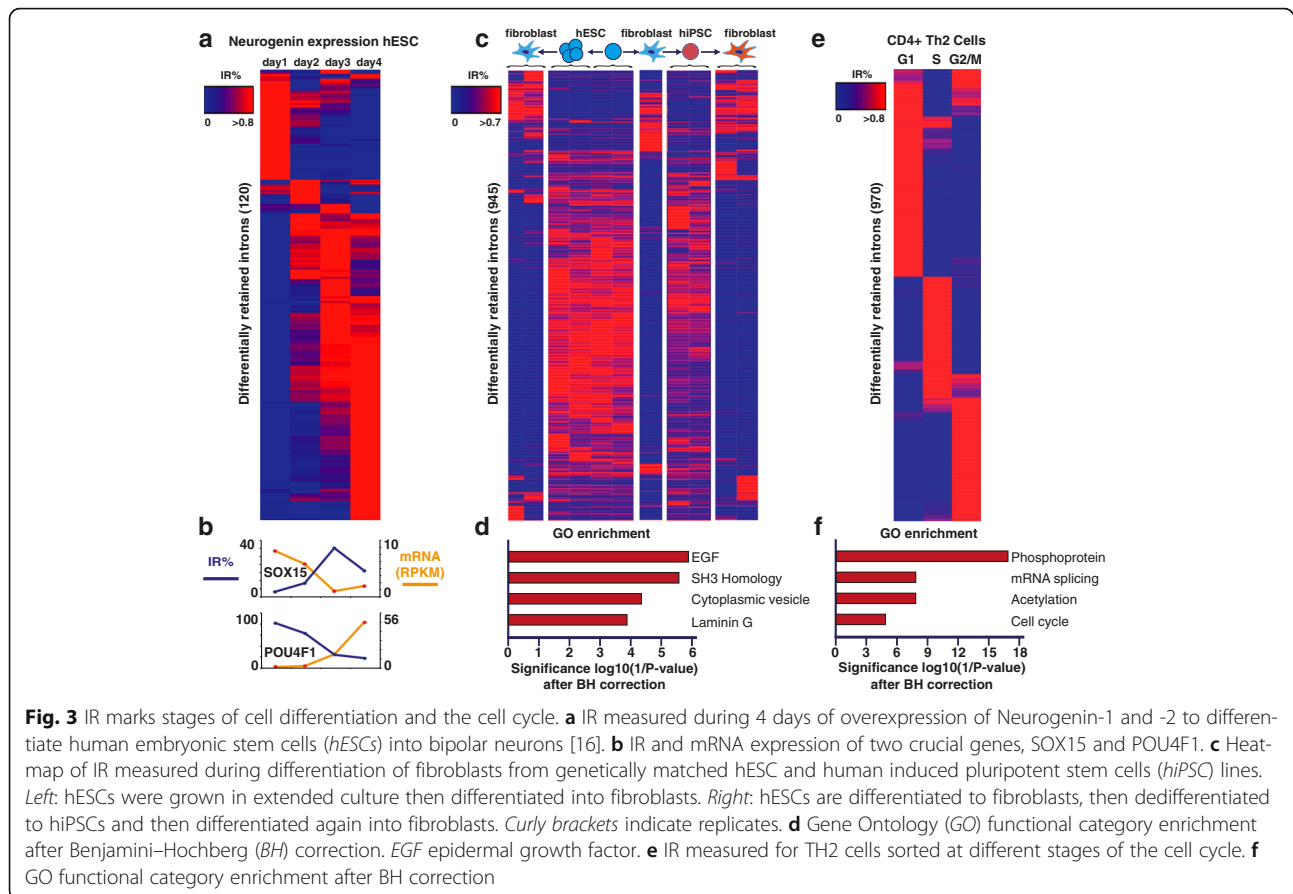 a
Neurogenin expression hESC
day1 day2 day3 day4
IR%
0 >0.8
Differentially retained introns (120)
b
IR%
40
0
SOX15
10
0
mRNA
(RPKM)
100
0
POU4F1
56
0
c
fibroblast hESC fibroblast hiPSC fibroblast
IR%
0 >0.7
Differentially retained introns (945)
d
GO enrichment
EGF
SH3 Homology
Cytoplasmic vesicle
Laminin G
0 1 2 3 4 5 6
Significance log10(1/P-value)
after BH correction
e
CD4+ Th2 Cells
G1 S G2/M
IR%
0 >0.8
Differentially retained introns (970)
f
GO enrichment
Phosphoprotein
mRNA splicing
Acetylation
Cell cycle
0 3 6 9 12 15 18
Significance log10(1/P-value)
after BH correction
Fig. 3 IR marks stages of cell differentiation and the cell cycle. a IR measured during 4 days of overexpression of Neurogenin-1 and -2 to differen-
tiate human embryonic stem cells (hESCs) into bipolar neurons [16]. b IR and mRNA expression of two crucial genes, SOX15 and POU4F1. c Heat-
map of IR measured during differentiation of fibroblasts from genetically matched hESC and human induced pluripotent stem cells (hiPSC) lines.
Left: hESCs were grown in extended culture then differentiated into fibroblasts. Right: hESCs are differentiated to fibroblasts, then dedifferentiated
to hiPSCs and then differentiated again into fibroblasts. Curly brackets indicate replicates. d Gene Ontology (GO) functional category enrichment
after Benjamini–Hochberg (BH) correction. EGF epidermal growth factor. e IR measured for TH2 cells sorted at different stages of the cell cycle. f
GO functional category enrichment after BH correction